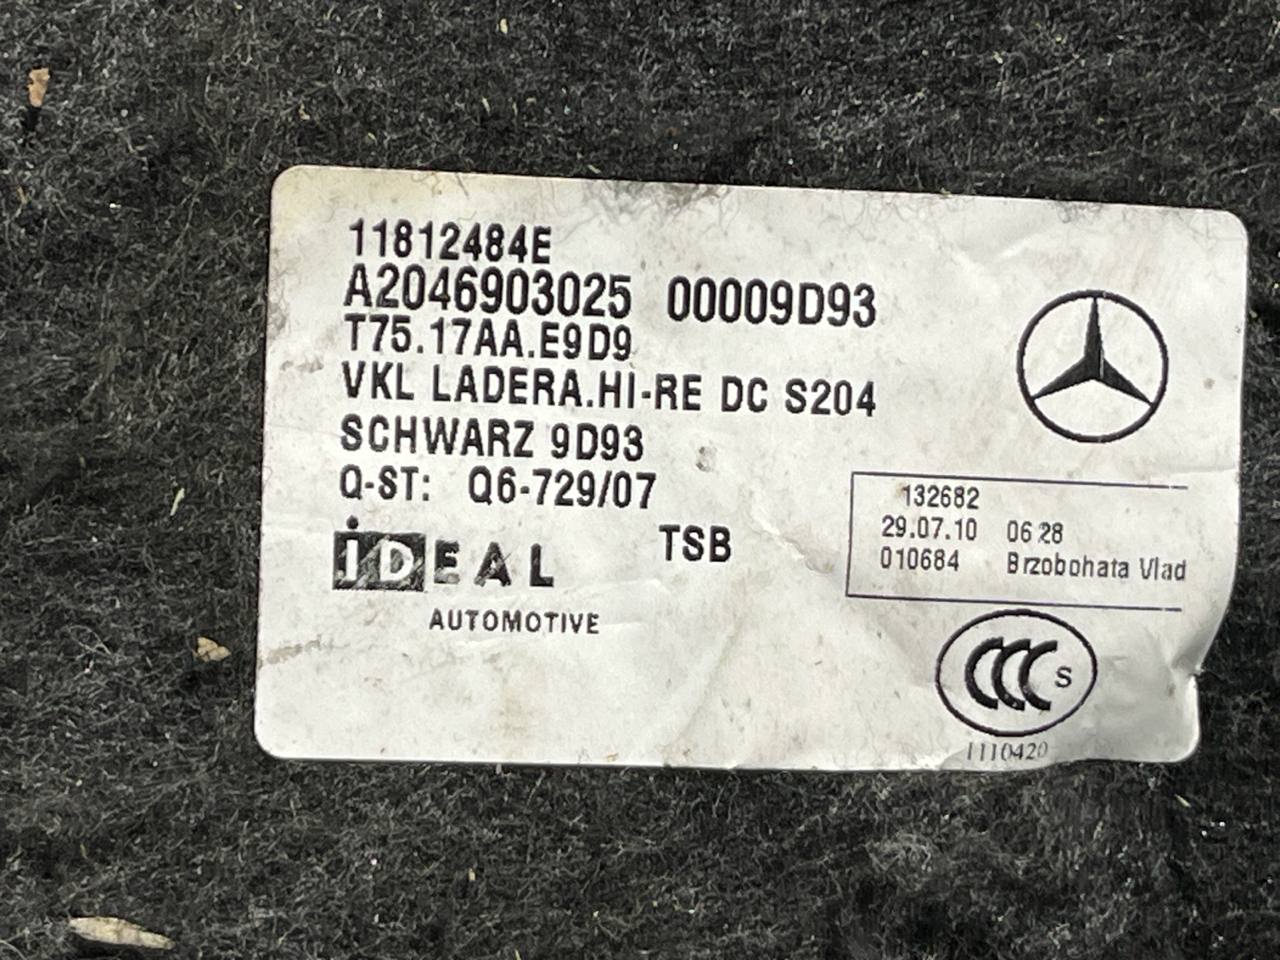 11812484E
A2046903025 00009D93
T75.17AA.E9D9
VKL LADERA.HI-RE DC S204
SCHWARZ 9D93
Q-ST: Q6-729/07
iDEAL TSB
AUTOMOTIVE
132682
29.07.10 06:28
010684 Brzobohata Vlad
CCC S
1110420